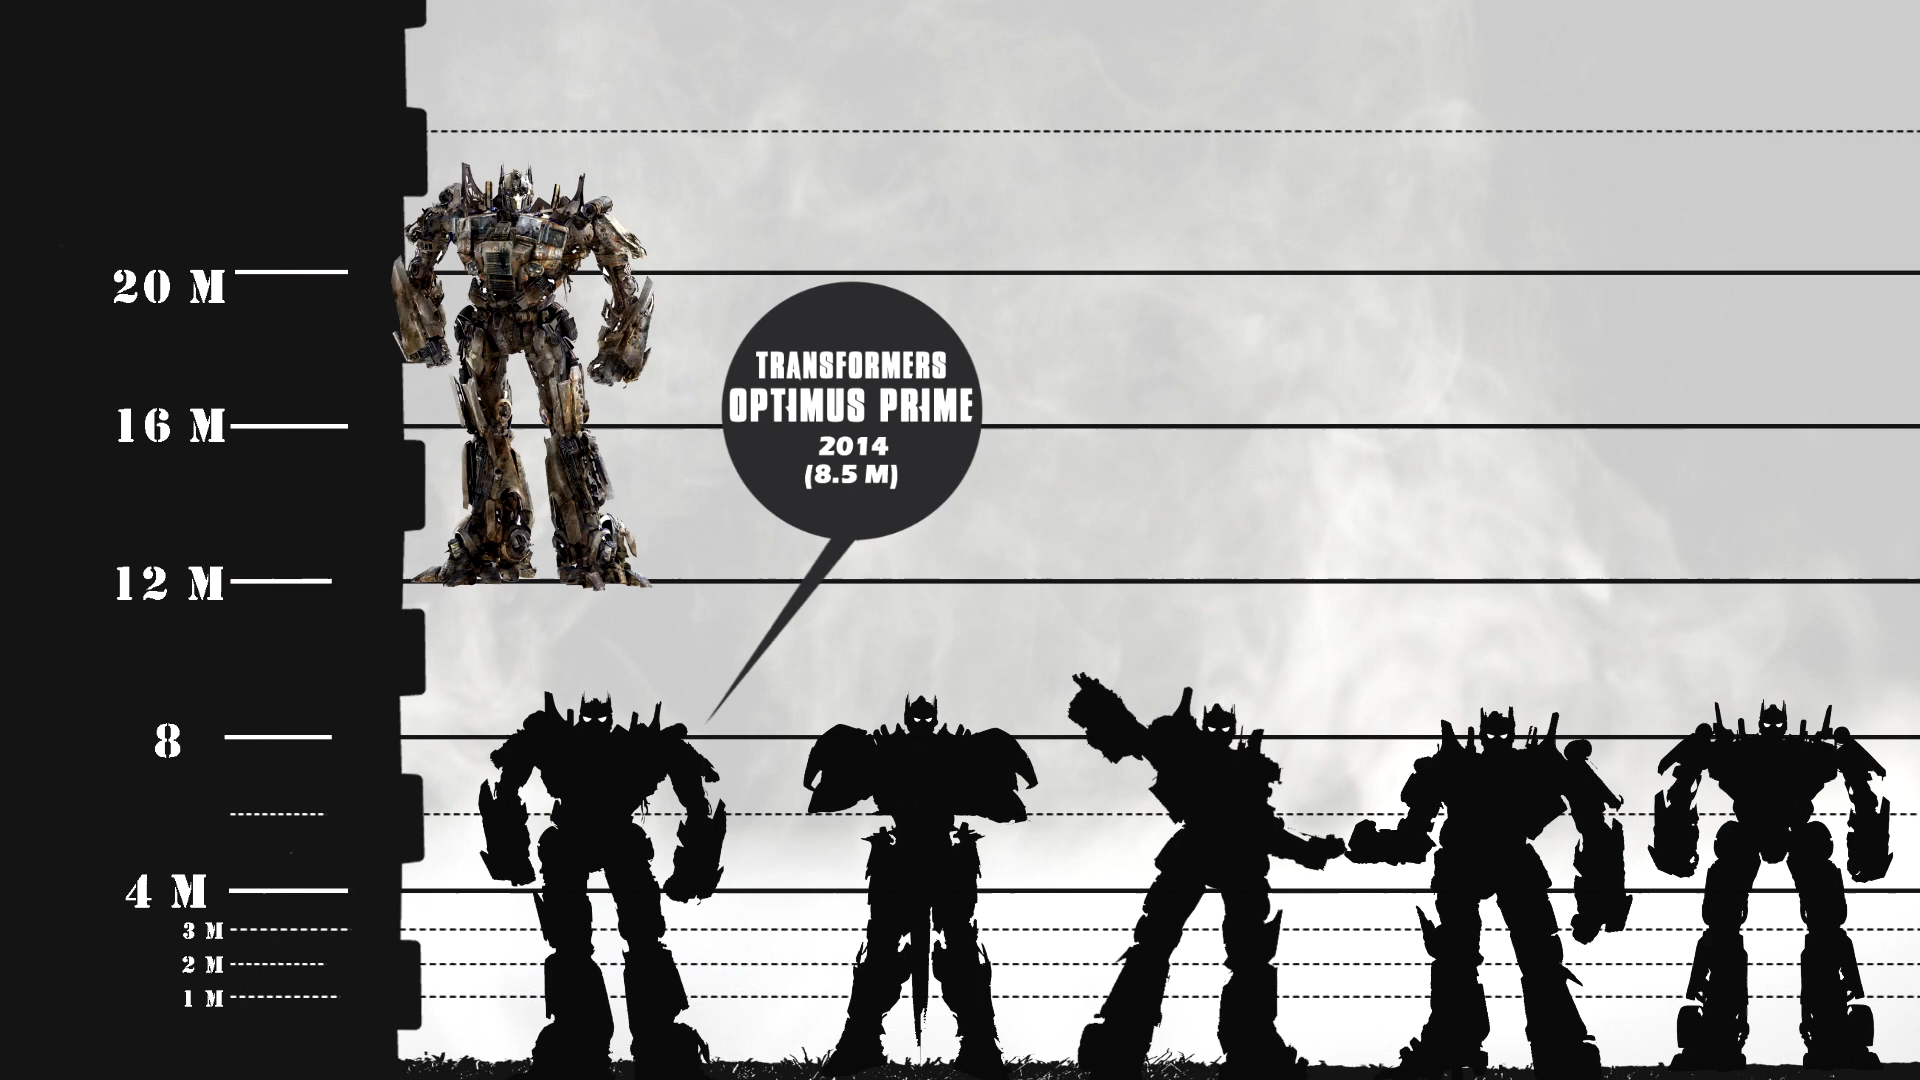 20 M
TRANSFORMERS
OPTIMUS PRIME
2014
(8.5 M)
16 M
12 M
8
4 M
3 M
2 M
1 M